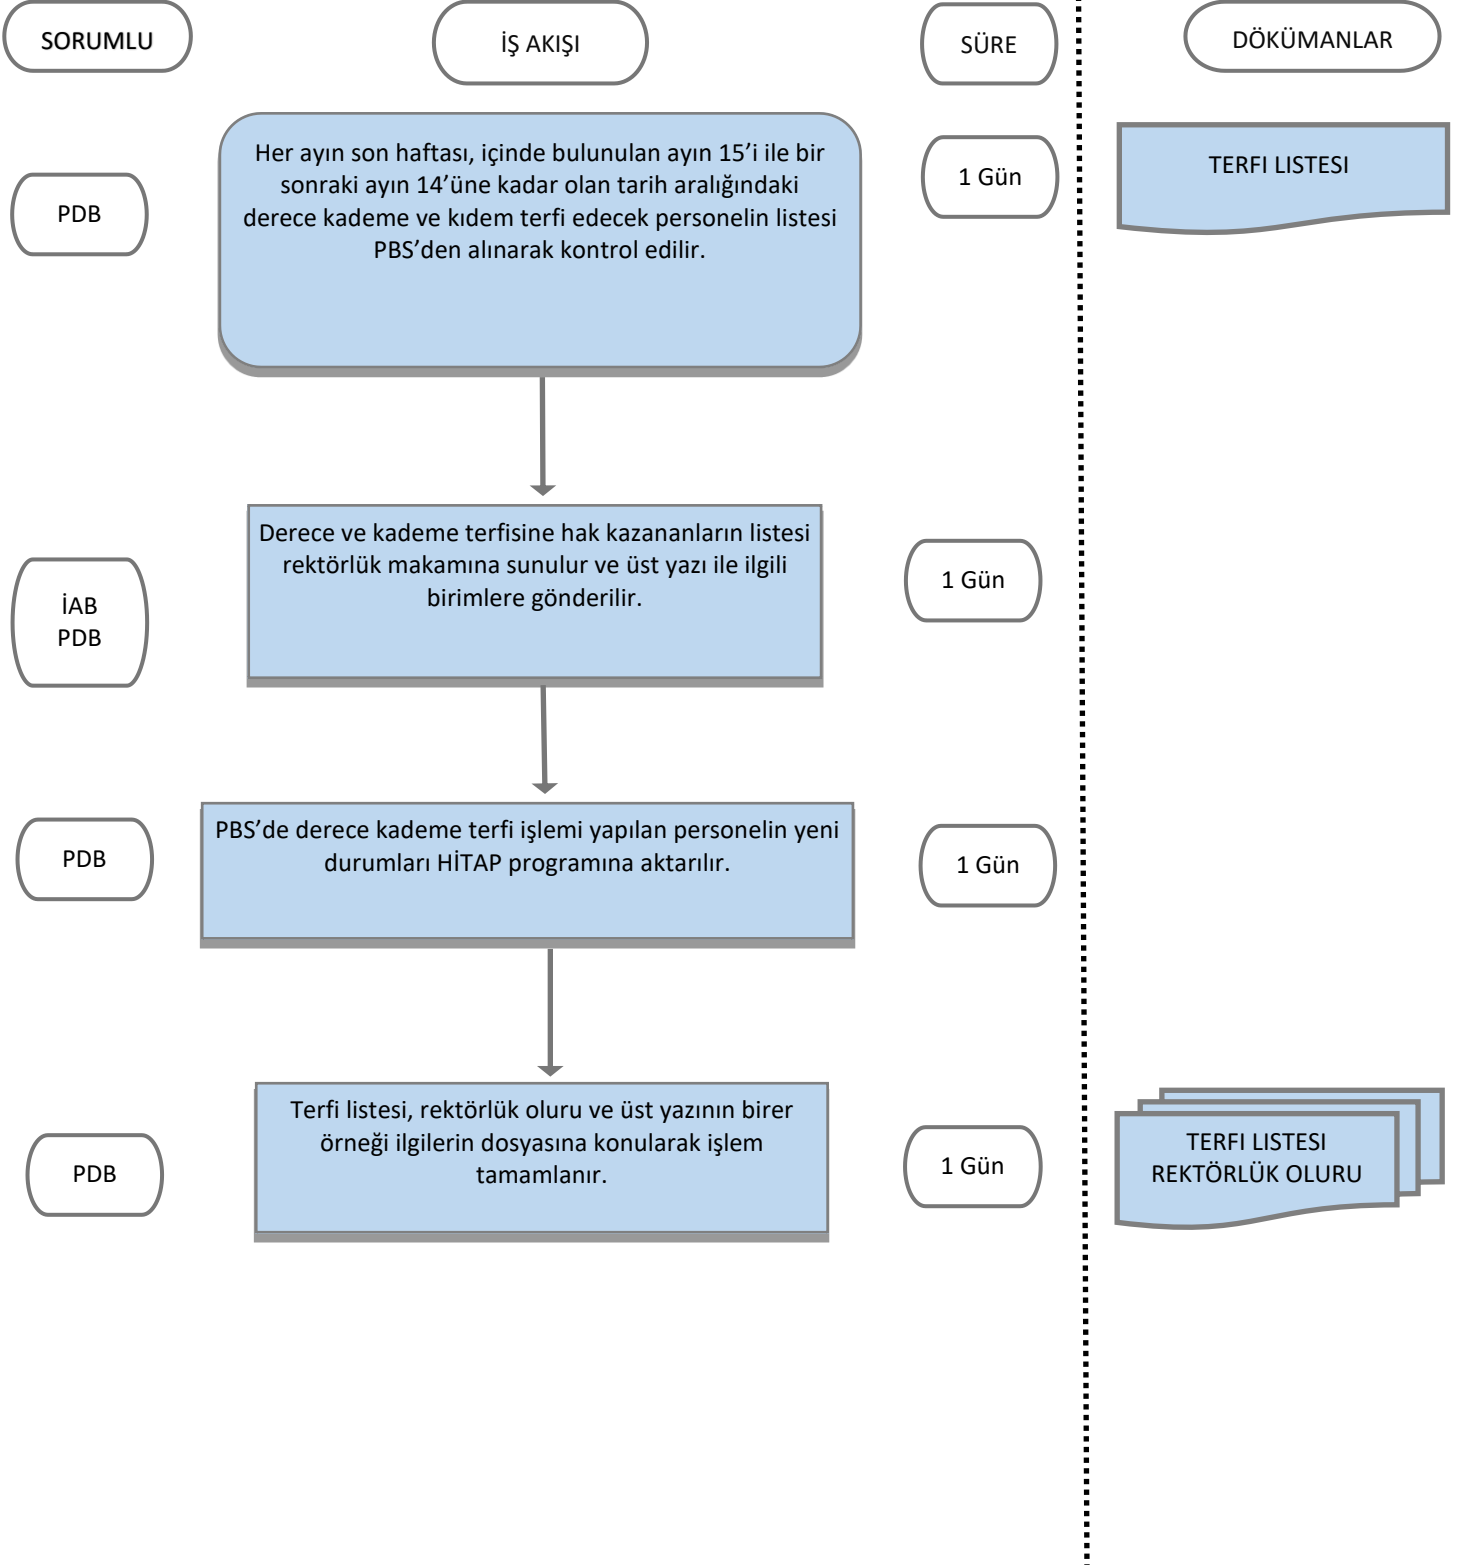 SORUMLU
İŞ AKIŞI
SÜRE
DÖKÜMANLAR
PDB
Her ayın son haftası, içinde bulunulan ayın 15’i ile bir
sonraki ayın 14’üne kadar olan tarih aralığındaki
derece kademe ve kıdem terfi edecek personelin listesi
PBS’den alınarak kontrol edilir.
1 Gün
TERFI LISTESI
İAB
PDB
Derece ve kademe terfisine hak kazananların listesi
rektörlük makamına sunulur ve üst yazı ile ilgili
birimlere gönderilir.
1 Gün
PDB
PBS’de derece kademe terfi işlemi yapılan personelin yeni
durumları HİTAP programına aktarılır.
1 Gün
PDB
Terfi listesi, rektörlük oluru ve üst yazının birer
örneği ilgilerin dosyasına konularak işlem
tamamlanır.
1 Gün
TERFI LISTESI
REKTÖRLÜK OLURU